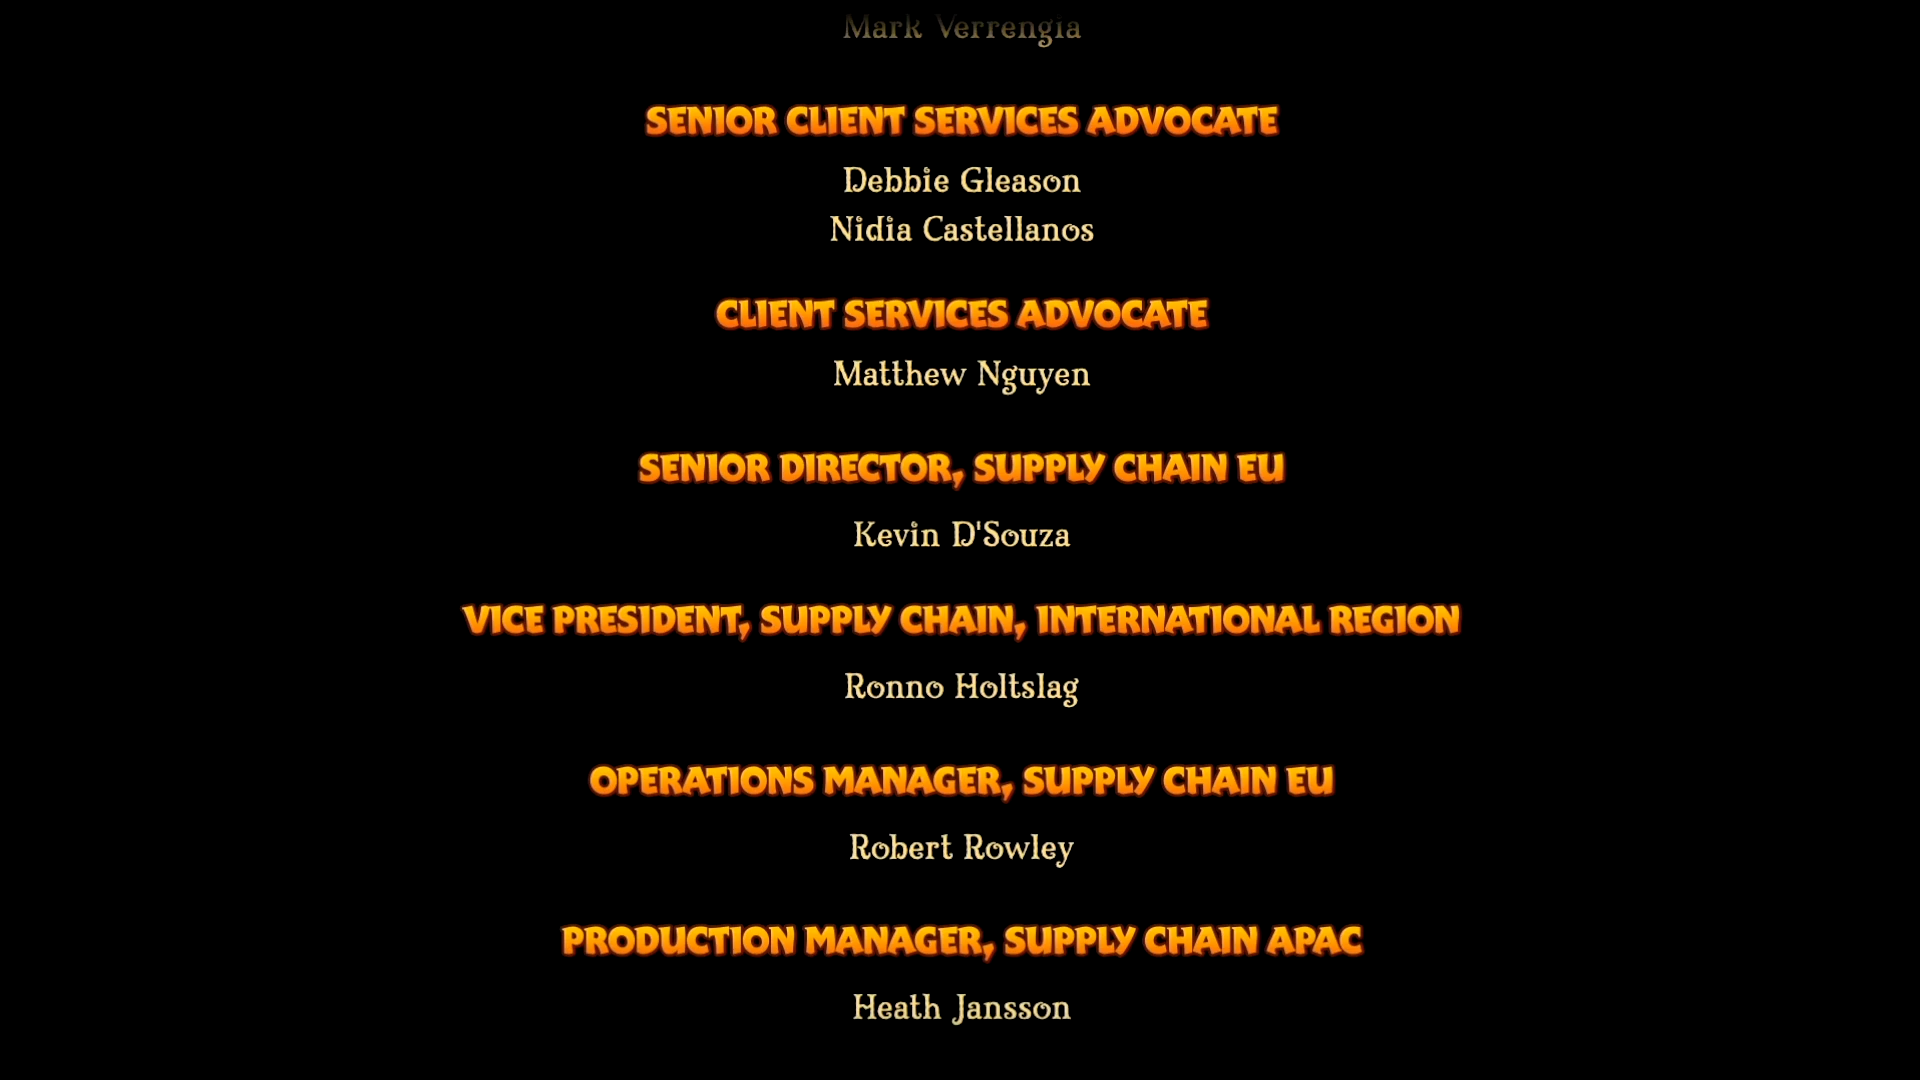 Mark Verrengia
SENIOR CLIENT SERVICES ADVOCATE
Debbie Gleason
Nidia Castellanos
CLIENT SERVICES ADVOCATE
Matthew Nguyen
SENIOR DIRECTOR, SUPPLY CHAIN EU
Kevin D'Souza
VICE PRESIDENT, SUPPLY CHAIN, INTERNATIONAL REGION
Ronno Holtslag
OPERATIONS MANAGER, SUPPLY CHAIN EU
Robert Rowley
PRODUCTION MANAGER, SUPPLY CHAIN APAC
Heath Jansson